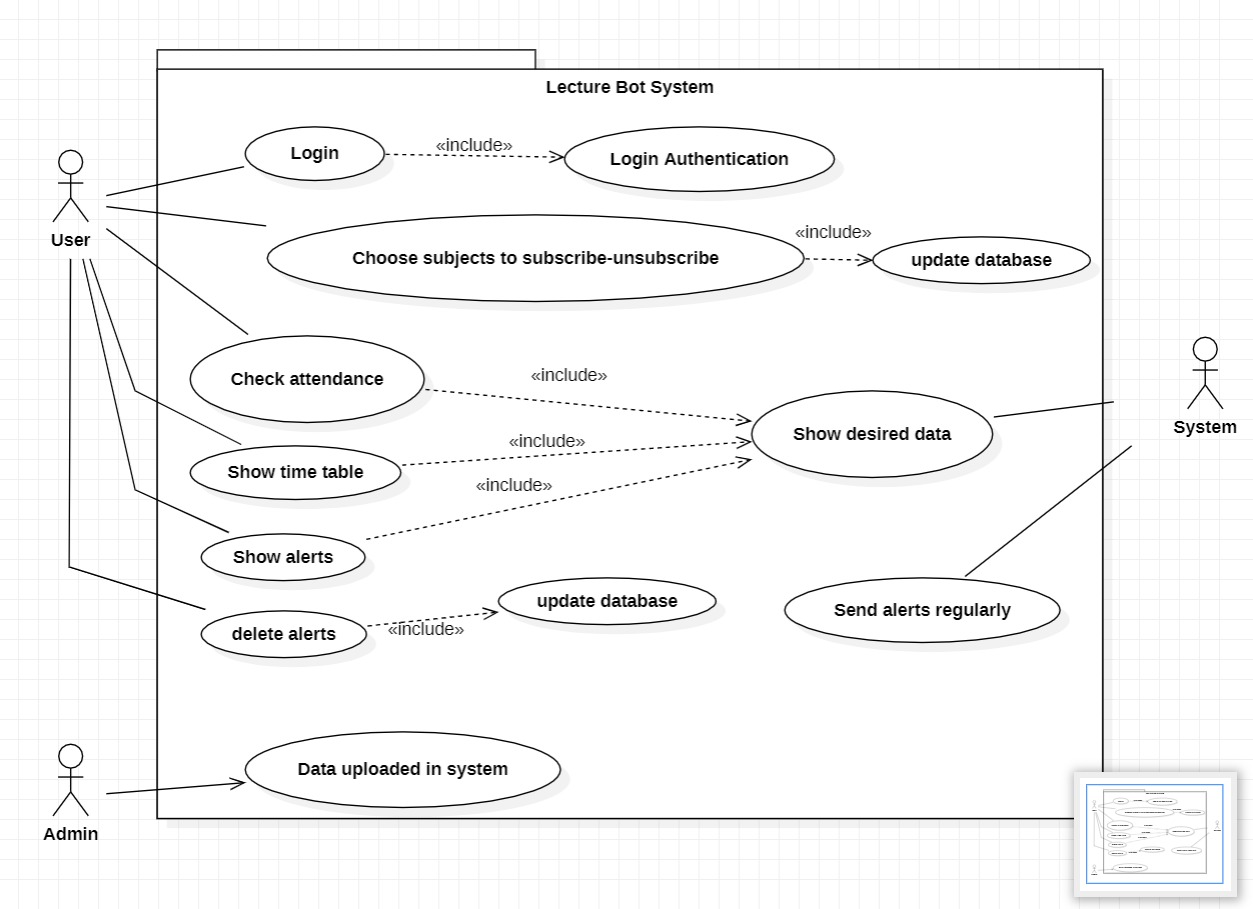 Lecture Bot System
Login
«include»
Login Authentication
User
Choose subjects to subscribe-unsubscribe
«include»
update database
Check attendance
«include»
Show desired data
System
Show time table
«include»
Show alerts
«include»
delete alerts
«include»
update database
Send alerts regularly
Data uploaded in system
Admin